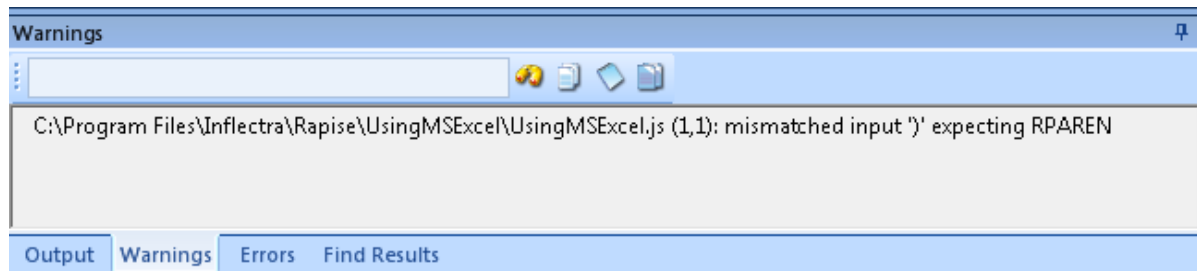 Warnings
C:\Program Files\Inflectra\Rapise\UsingMSExcel\UsingMSExcel.js (1,1): mismatched input ')' expecting RPAREN
Output Warnings Errors Find Results